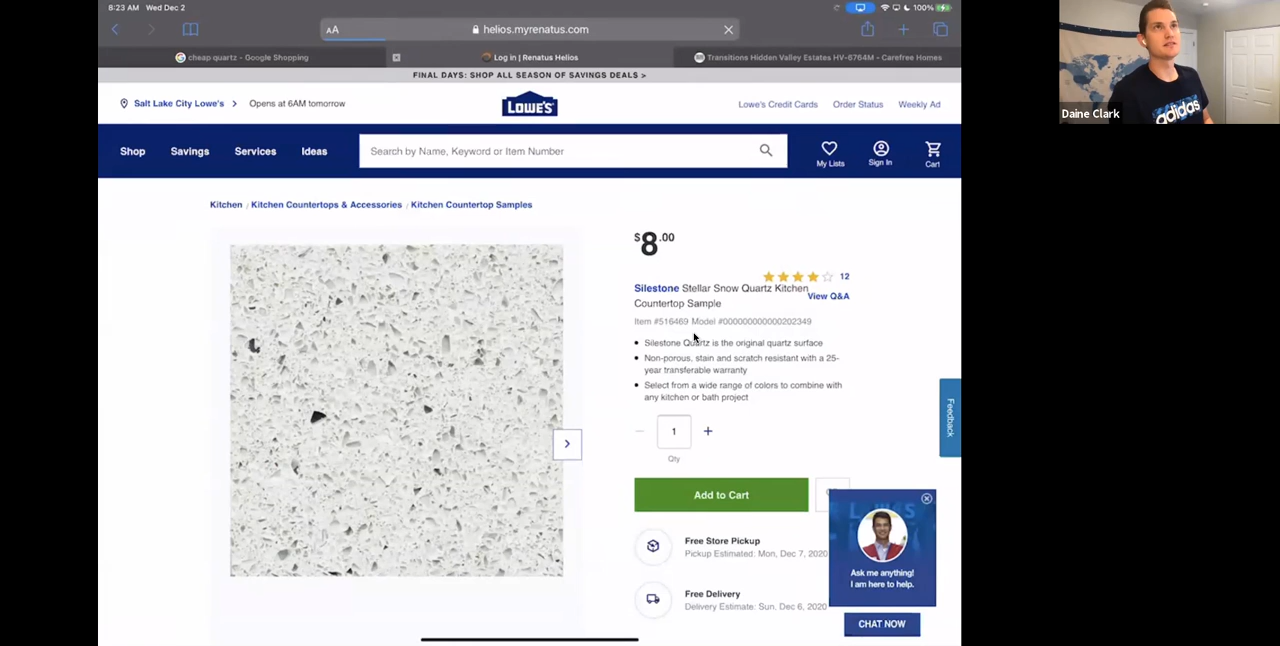 8:23 AM Wed Dec 2
100%
AA
helios.myrenatus.com
cheap quartz - Google Shopping
Log in | Renatus Helios
Transitions Hidden Valley Estates HV-6764M - Carefree Homes
FINAL DAYS: SHOP ALL SEASON OF SAVINGS DEALS >
Salt Lake City Lowe's > Opens at 6AM tomorrow
LOWE'S
Lowe's Credit Cards Order Status Weekly Ad
Shop Savings Services Ideas
Search by Name, Keyword or Item Number
My Lists Sign In Cart
Kitchen / Kitchen Countertops & Accessories / Kitchen Countertop Samples
$8.00
12
Silestone Stellar Snow Quartz Kitchen
Countertop Sample
View Q&A
Item #516469 Model #000000000000202349
Silestone Quartz is the original quartz surface
Non-porous, stain and scratch resistant with a 25-
year transferable warranty
Select from a wide range of colors to combine with
any kitchen or bath project
− 1 +
Qty
Add to Cart
Free Store Pickup
Pickup Estimated: Mon, Dec 7, 2020
Free Delivery
Delivery Estimate: Sun. Dec 6, 2020
Feedback
Ask me anything!
I am here to help.
CHAT NOW
Daine Clark
adidas